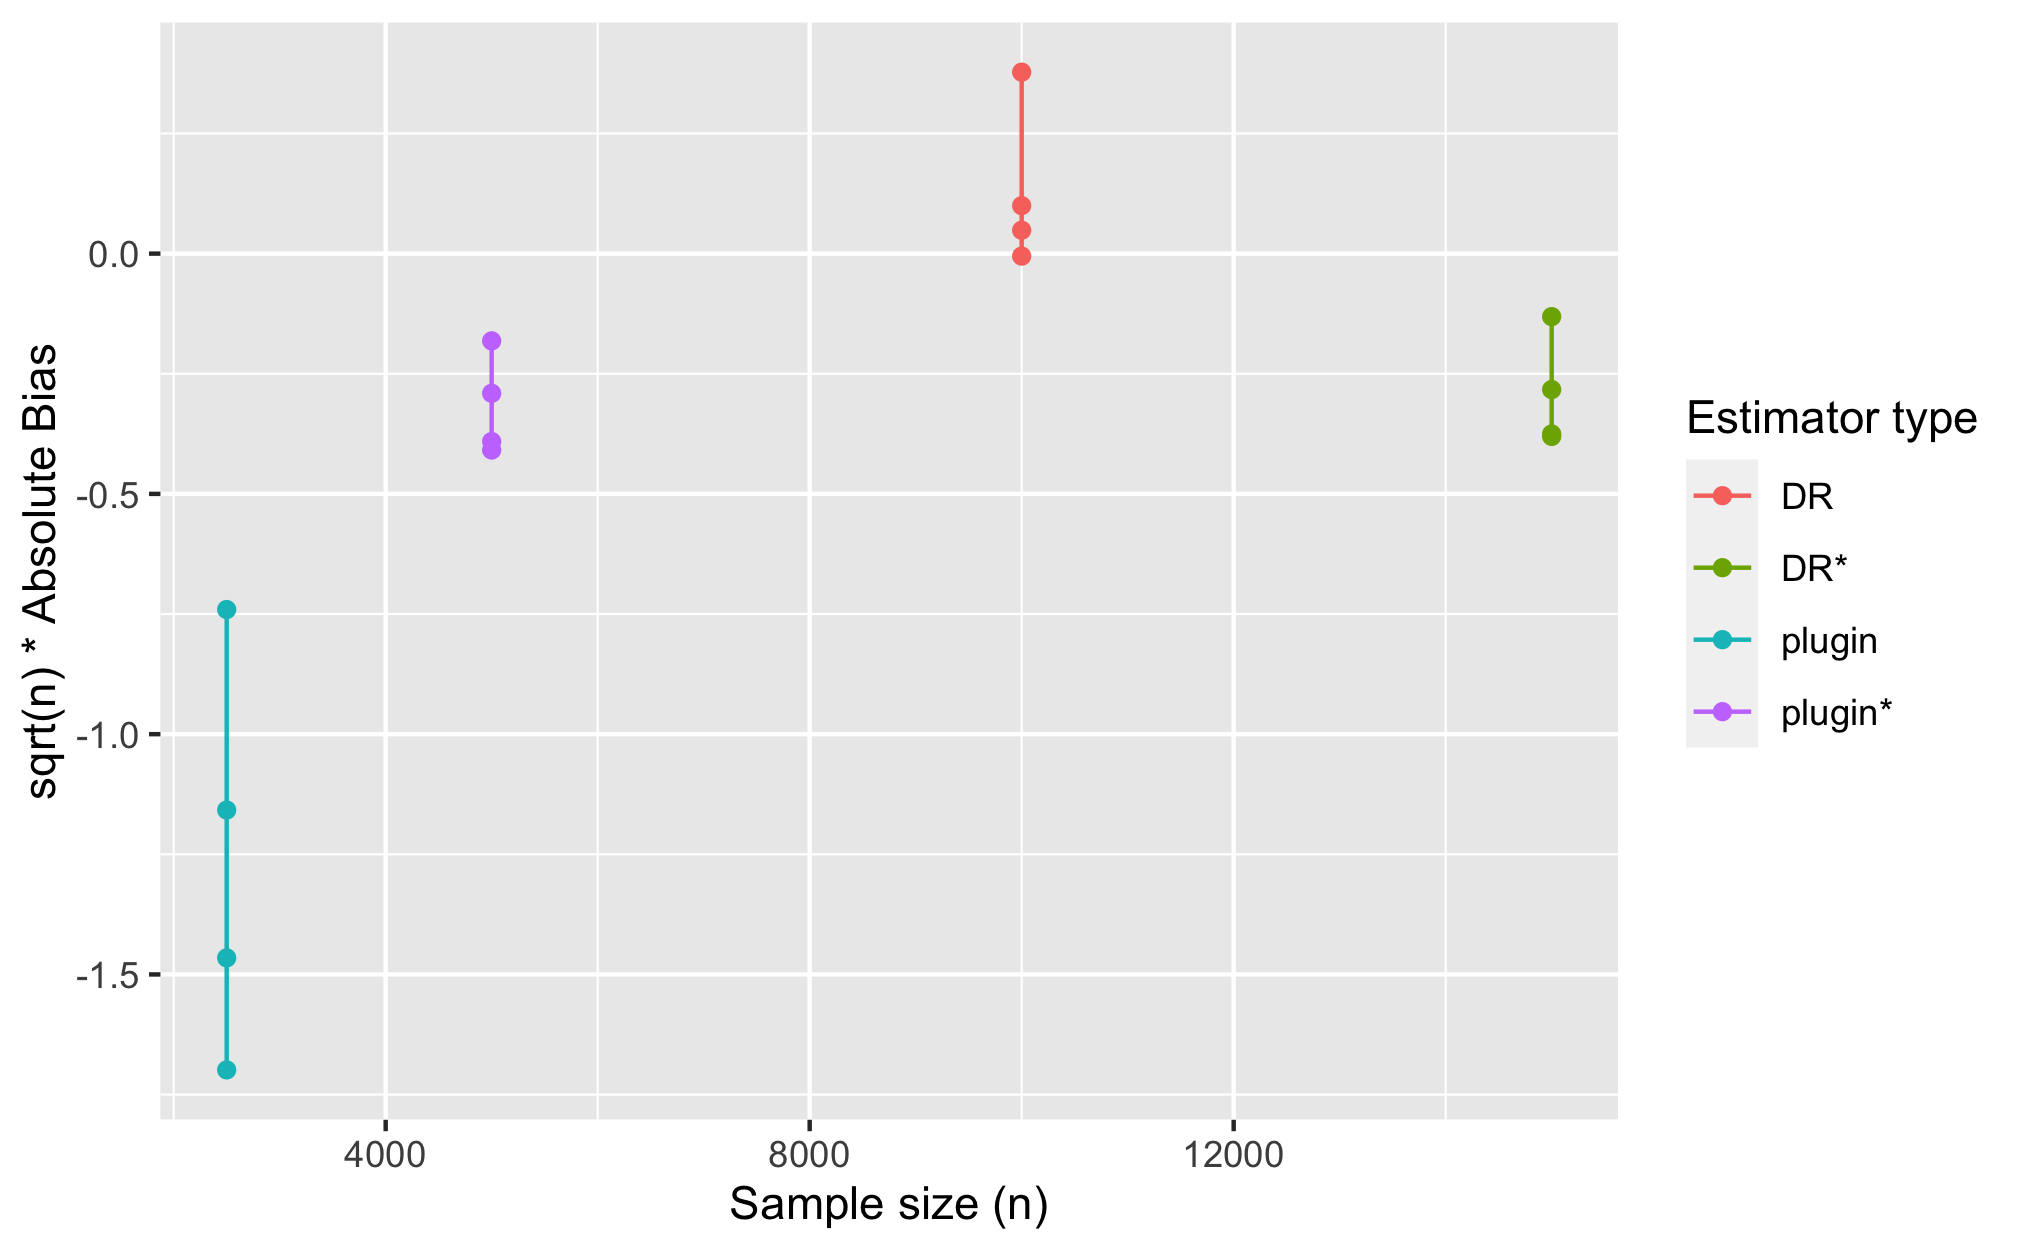 sqrt(n) * Absolute Bias
0.0
-0.5
-1.0
-1.5
4000
8000
12000
Sample size (n)
Estimator type
DR
DR*
plugin
plugin*